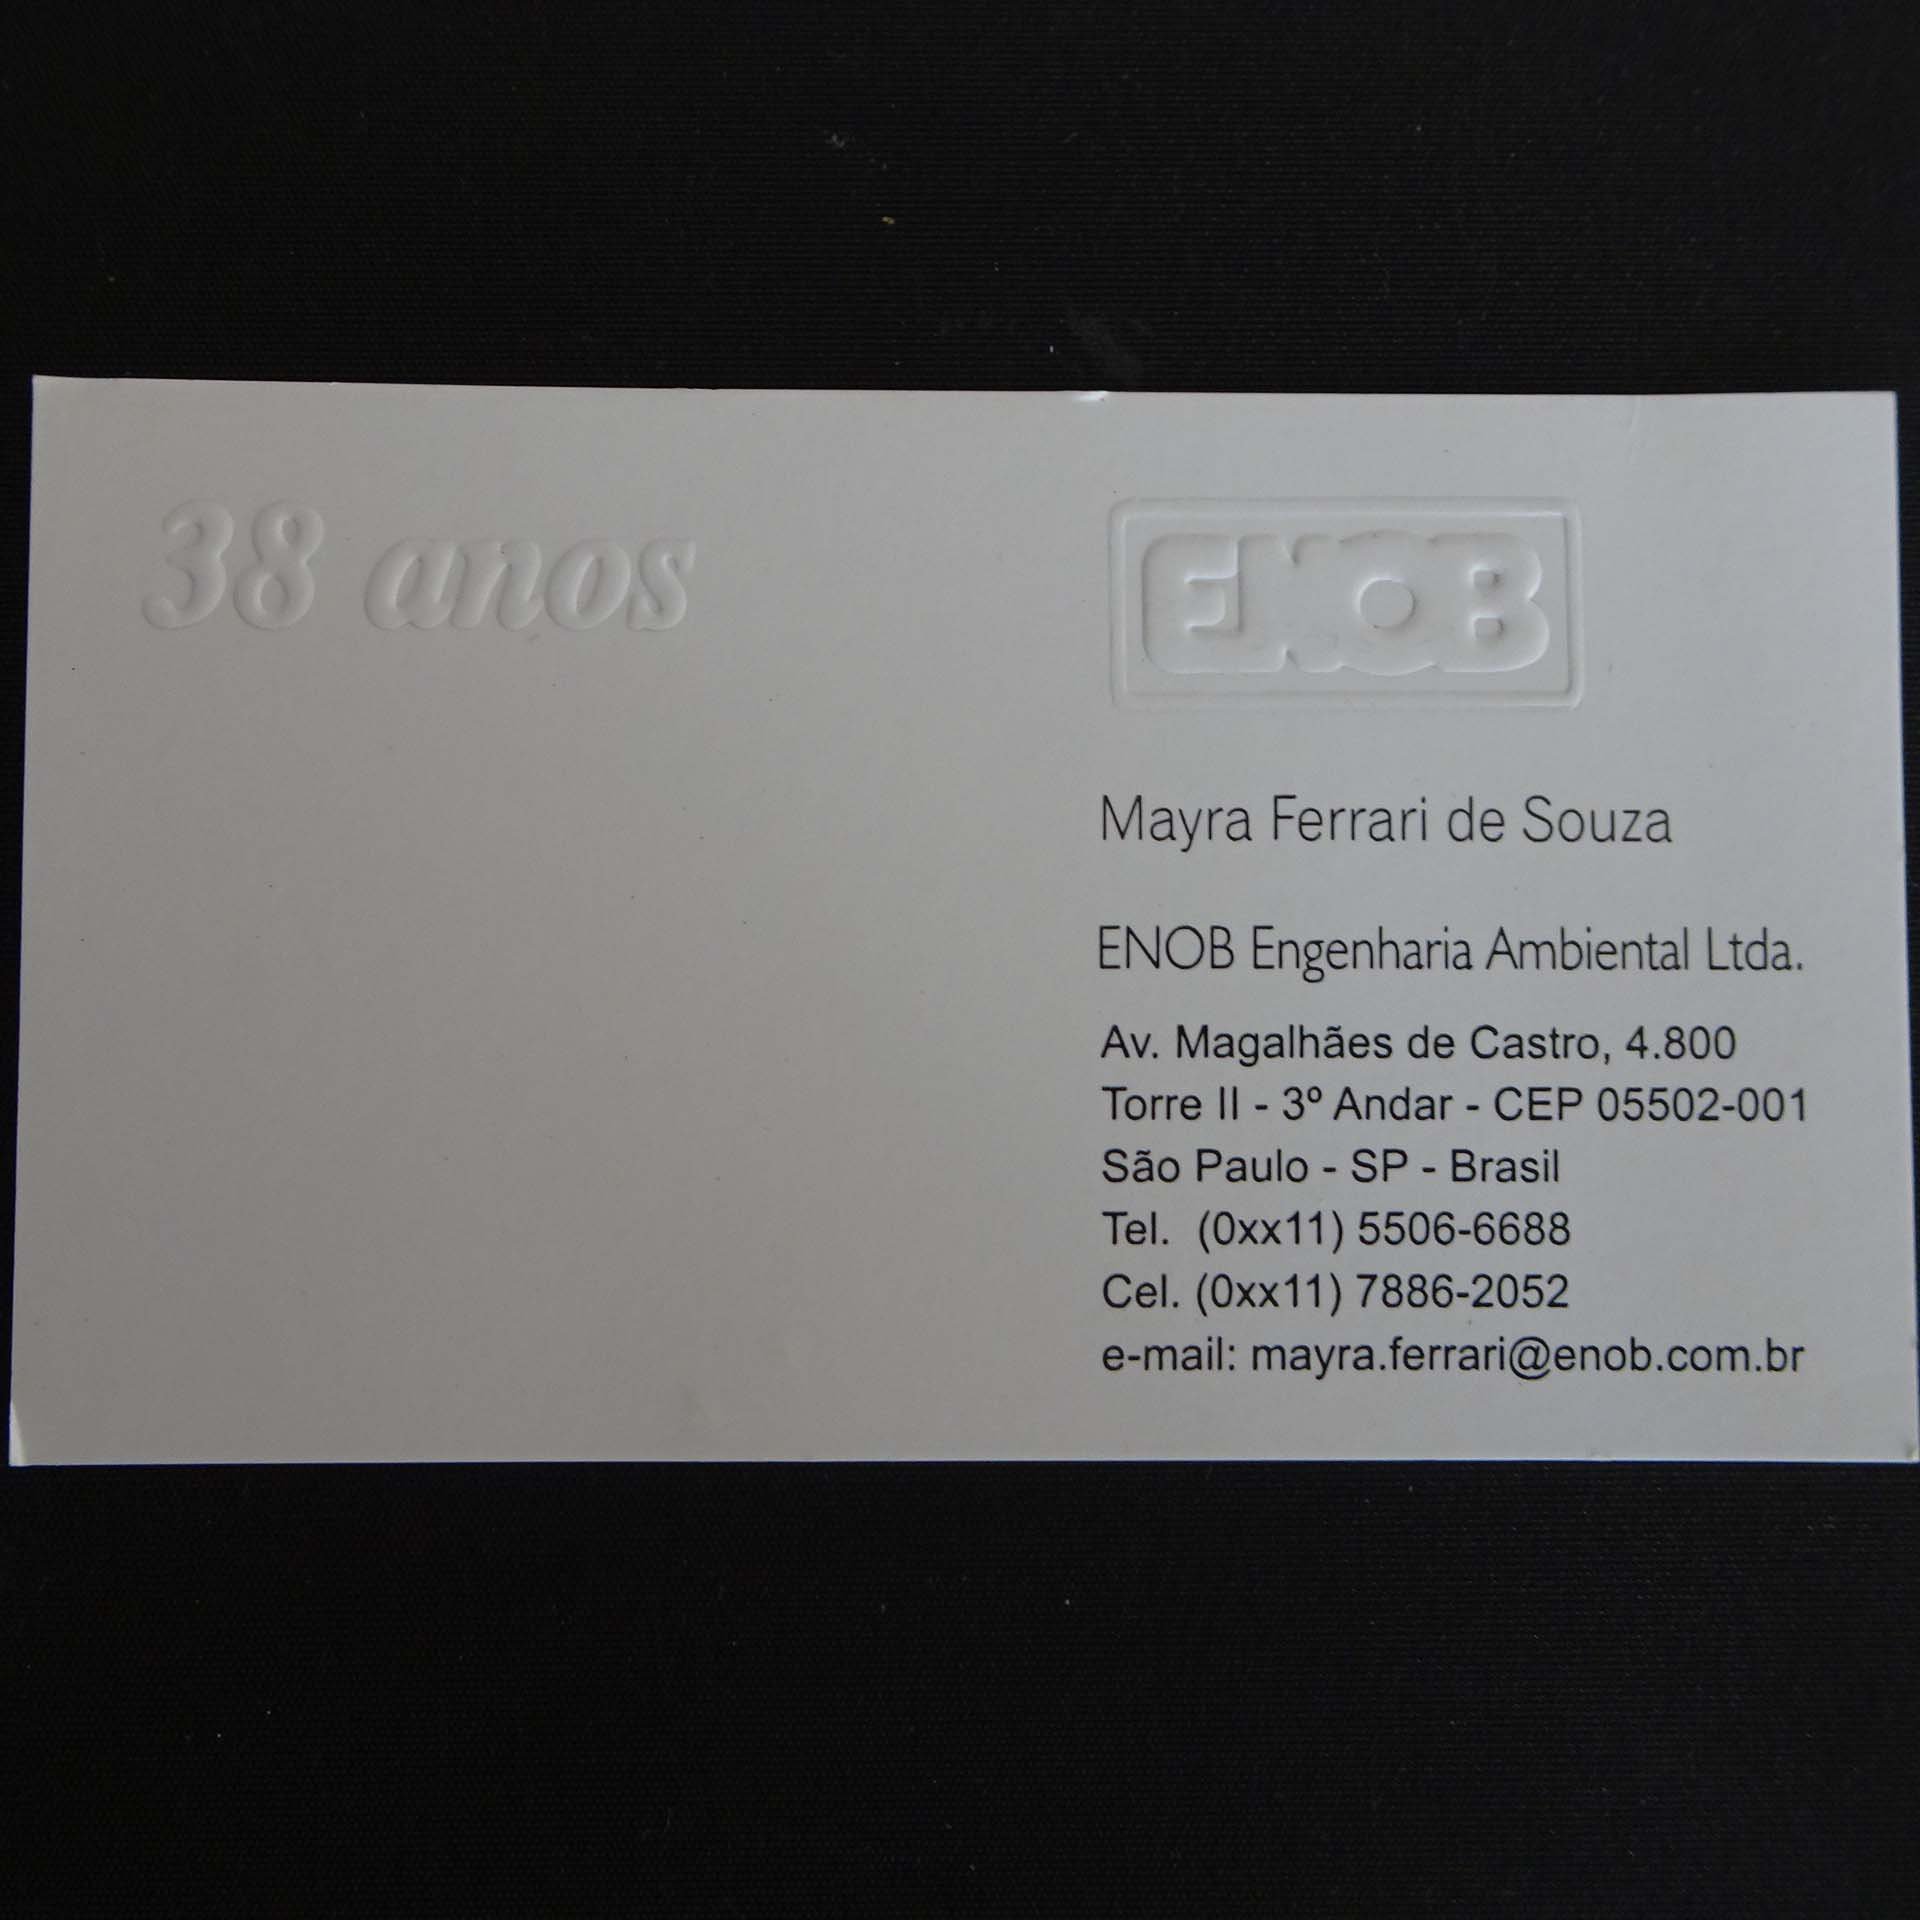 38 anos
ENOB
Mayra Ferrari de Souza
ENOB Engenharia Ambiental Ltda.
Av. Magalhães de Castro, 4.800
Torre II - 3º Andar - CEP 05502-001
São Paulo - SP - Brasil
Tel. (0xx11) 5506-6688
Cel. (0xx11) 7886-2052
e-mail: mayra.ferrari@enob.com.br